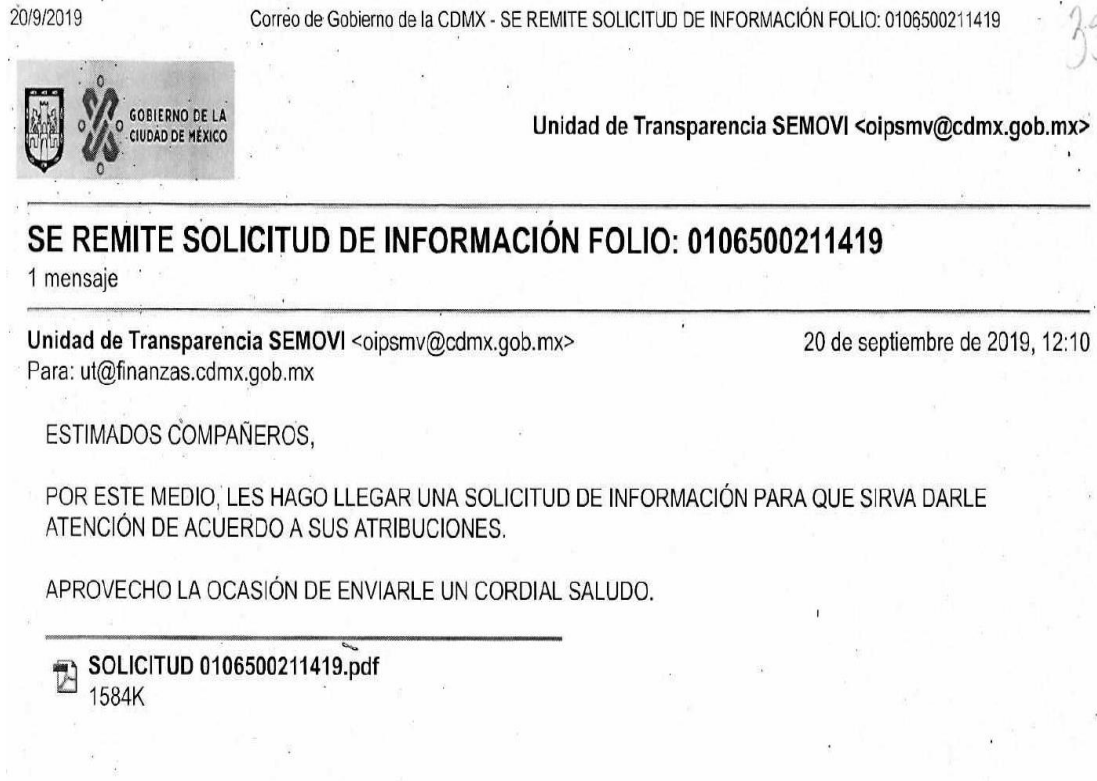 20/9/2019 Correo de Gobierno de la CDMX - SE REMITE SOLICITUD DE INFORMACIÓN FOLIO: 0106500211419
GOBIERNO DE LA
CIUDAD DE MÉXICO
Unidad de Transparencia SEMOVI <oipsmv@cdmx.gob.mx>
SE REMITE SOLICITUD DE INFORMACIÓN FOLIO: 0106500211419
1 mensaje
Unidad de Transparencia SEMOVI <oipsmv@cdmx.gob.mx> 20 de septiembre de 2019, 12:10
Para: ut@finanzas.cdmx.gob.mx
ESTIMADOS COMPAÑEROS,
POR ESTE MEDIO, LES HAGO LLEGAR UNA SOLICITUD DE INFORMACIÓN PARA QUE SIRVA DARLE
ATENCIÓN DE ACUERDO A SUS ATRIBUCIONES.
APROVECHO LA OCASIÓN DE ENVIARLE UN CORDIAL SALUDO.
SOLICITUD 0106500211419.pdf
1584K